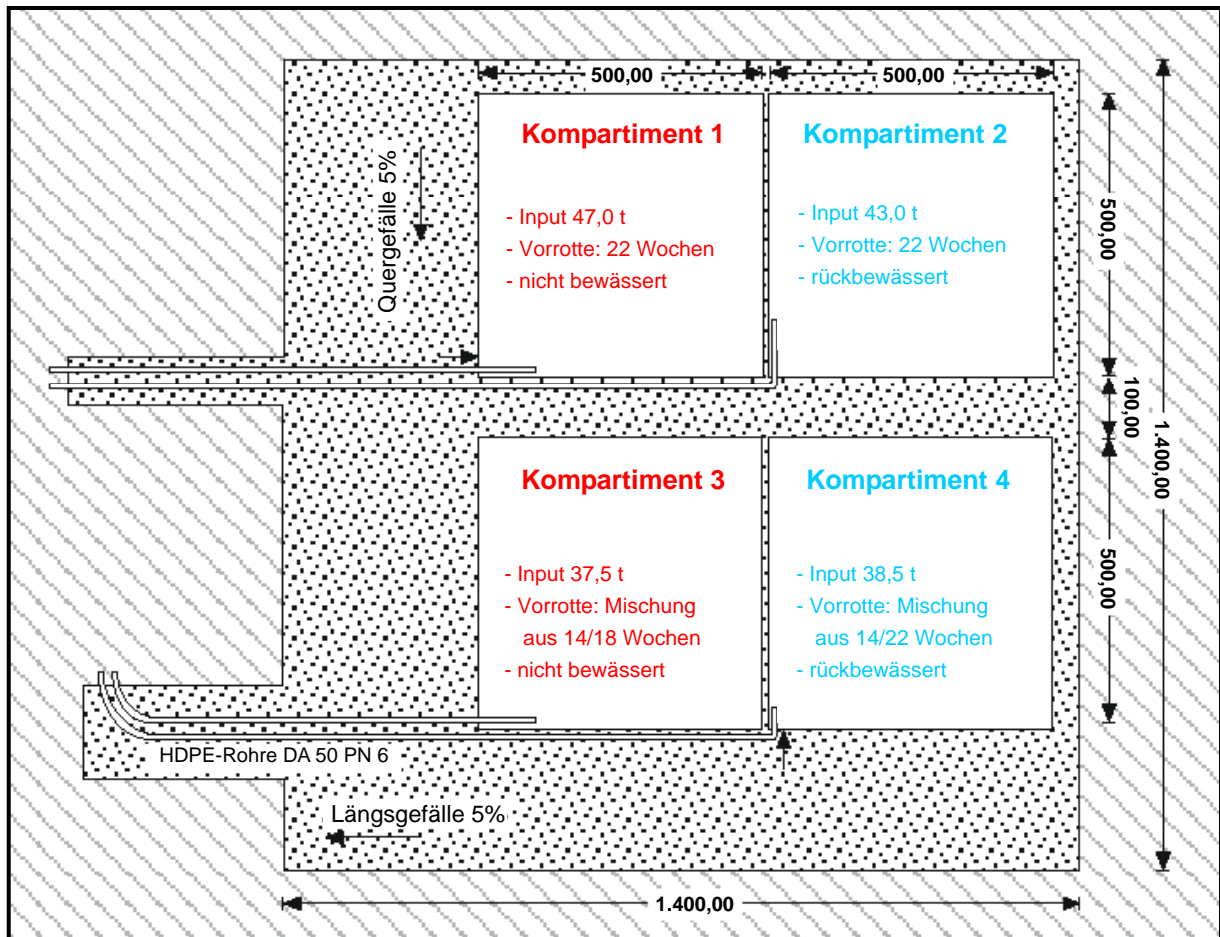 500,00
500,00
Kompartiment 1
- Input 47,0 t
- Vorrotte: 22 Wochen
- nicht bewässert
Kompartiment 2
- Input 43,0 t
- Vorrotte: 22 Wochen
- rückbewässert
Quergefälle 5%
500,00
100,00
1.400,00
500,00
Kompartiment 3
- Input 37,5 t
- Vorrotte: Mischung
aus 14/18 Wochen
- nicht bewässert
Kompartiment 4
- Input 38,5 t
- Vorrotte: Mischung
aus 14/22 Wochen
- rückbewässert
HDPE-Rohre DA 50 PN 6
Längsgefälle 5%
1.400,00